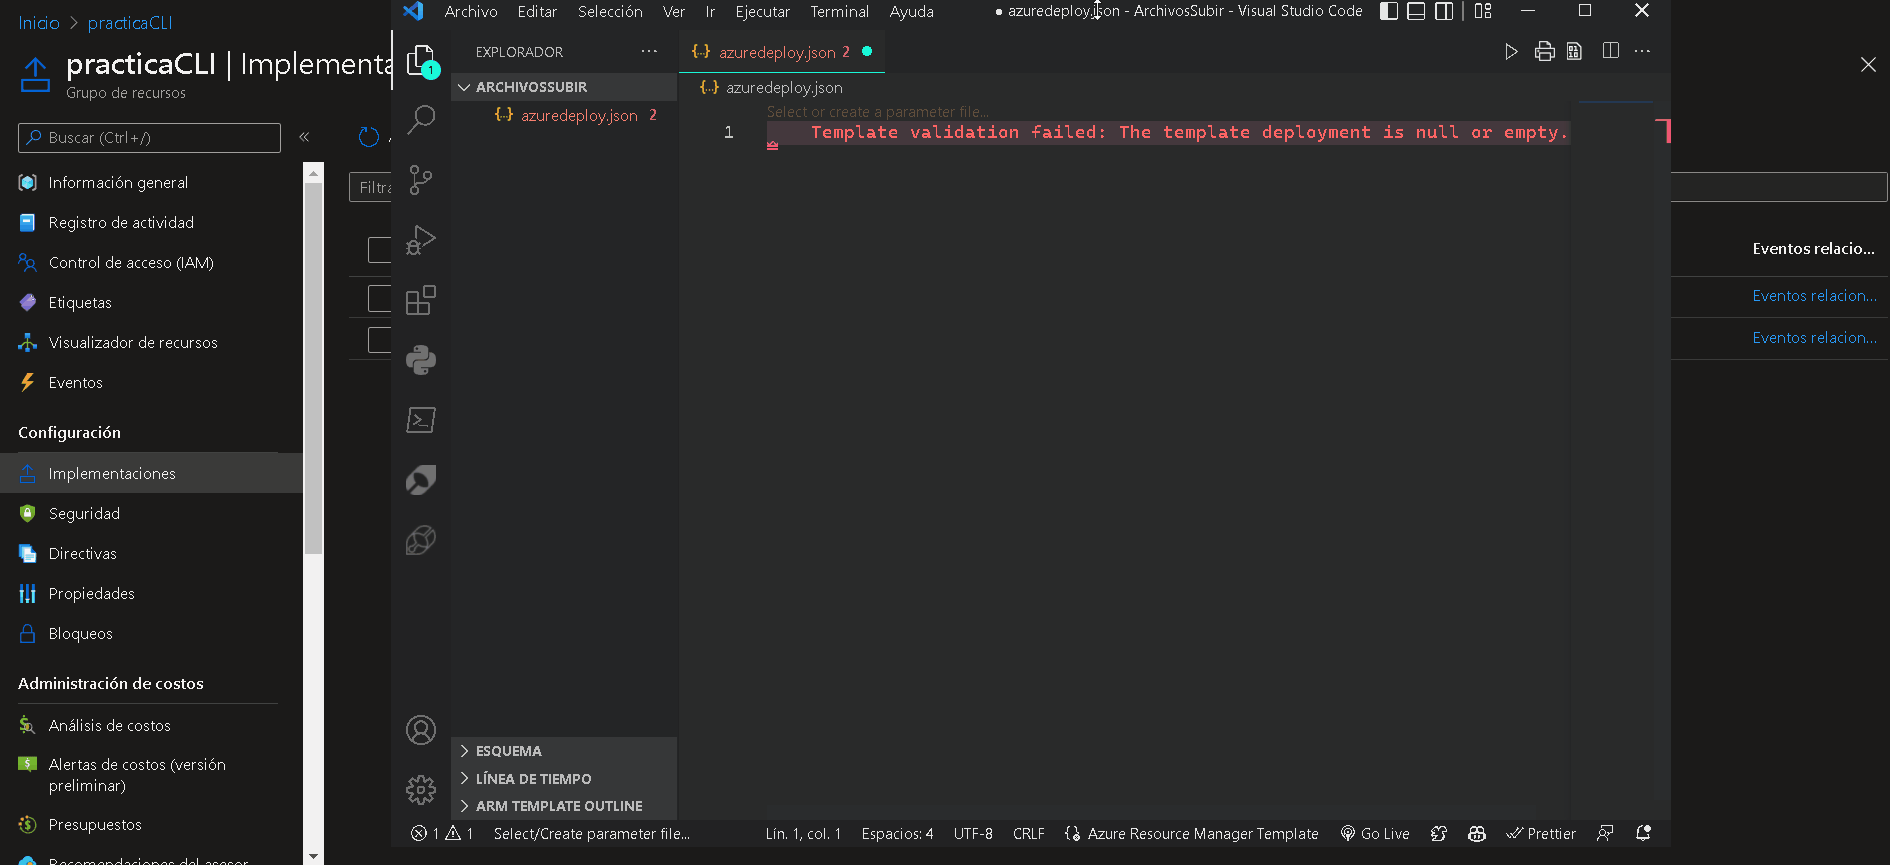 Inicio > practicaCLI
practicaCLI | Implementa
Grupo de recursos
Buscar (Ctrl+/)
«
Información general
Registro de actividad
Control de acceso (IAM)
Etiquetas
Visualizador de recursos
Eventos
Configuración
Implementaciones
Seguridad
Directivas
Propiedades
Bloqueos
Administración de costos
Análisis de costos
Alertas de costos (versión
preliminar)
Presupuestos
Recomendaciones del asesor
Filtra
Archivo Editar Selección Ver Ir Ejecutar Terminal Ayuda
● azuredeploy.json - ArchivosSubir - Visual Studio Code
EXPLORADOR ···
1
ARCHIVOSSUBIR
{··} azuredeploy.json 2
ESQUEMA
LÍNEA DE TIEMPO
ARM TEMPLATE OUTLINE
{··} azuredeploy.json 2 ●
{··} azuredeploy.json
Select or create a parameter file...
1 Template validation failed: The template deployment is null or empty.
1 1 Select/Create parameter file... Lín. 1, col. 1 Espacios: 4 UTF-8 CRLF Azure Resource Manager Template Go Live Prettier
Eventos relacio...
Eventos relacion...
Eventos relacion...